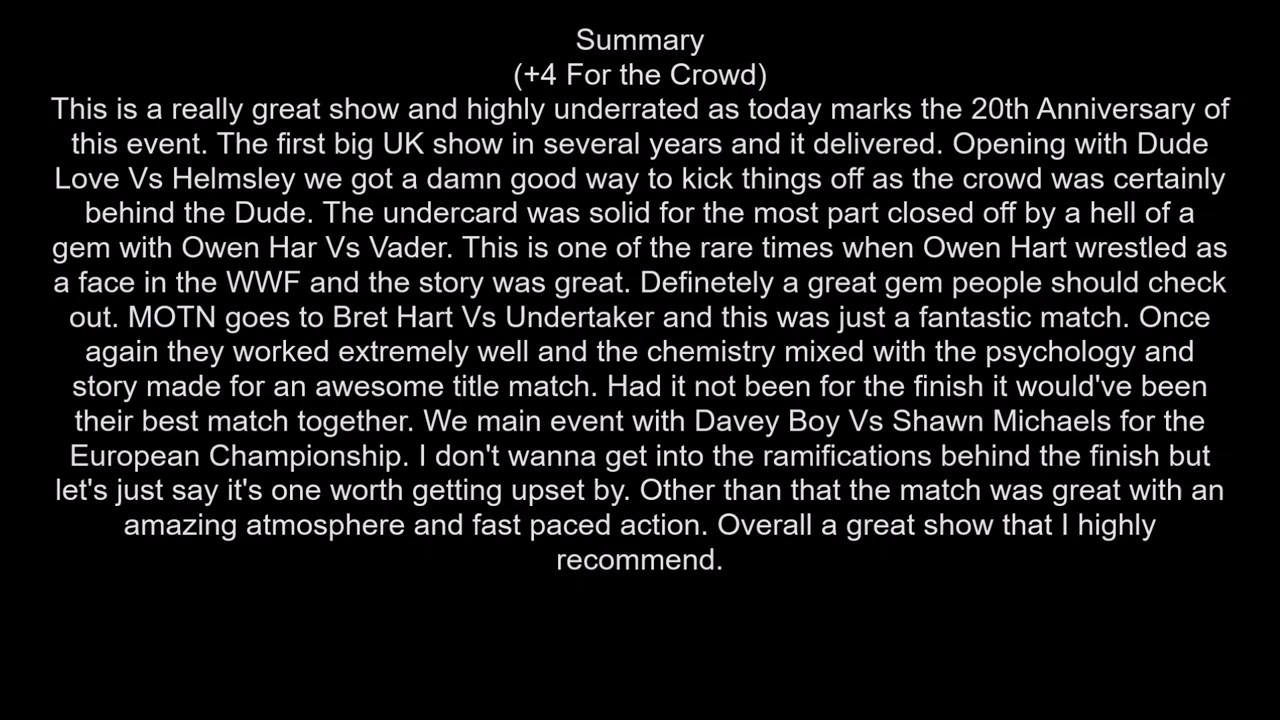 Summary
(+4 For the Crowd)
This is a really great show and highly underrated as today marks the 20th Anniversary of
this event. The first big UK show in several years and it delivered. Opening with Dude
Love Vs Helmsley we got a damn good way to kick things off as the crowd was certainly
behind the Dude. The undercard was solid for the most part closed off by a hell of a
gem with Owen Har Vs Vader. This is one of the rare times when Owen Hart wrestled as
a face in the WWF and the story was great. Definetely a great gem people should check
out. MOTN goes to Bret Hart Vs Undertaker and this was just a fantastic match. Once
again they worked extremely well and the chemistry mixed with the psychology and
story made for an awesome title match. Had it not been for the finish it would've been
their best match together. We main event with Davey Boy Vs Shawn Michaels for the
European Championship. I don't wanna get into the ramifications behind the finish but
let's just say it's one worth getting upset by. Other than that the match was great with an
amazing atmosphere and fast paced action. Overall a great show that I highly
recommend.